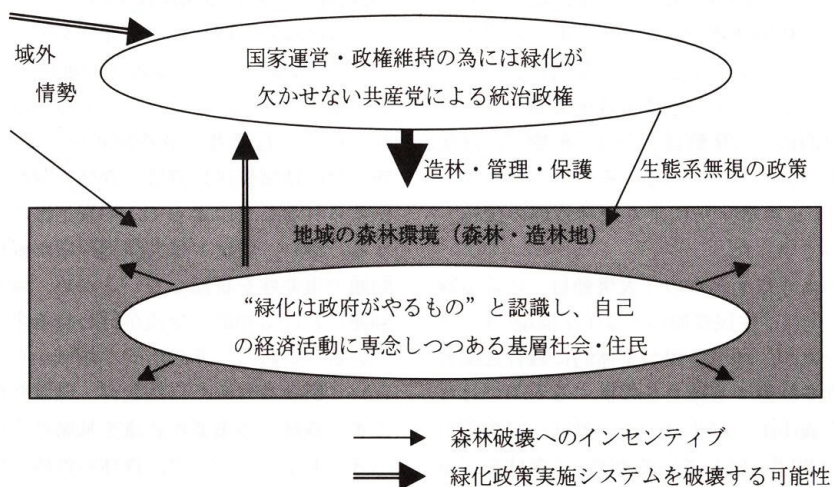 域外
情勢
国家運営・政権維持の為には緑化が
欠かせない共産党による統治政権
造林・管理・保護
生態系無視の政策
地域の森林環境（森林・造林地）
“緑化は政府がやるもの”と認識し、自己
の経済活動に専念しつつある基層社会・住民
森林破壊へのインセンティブ
緑化政策実施システムを破壊する可能性